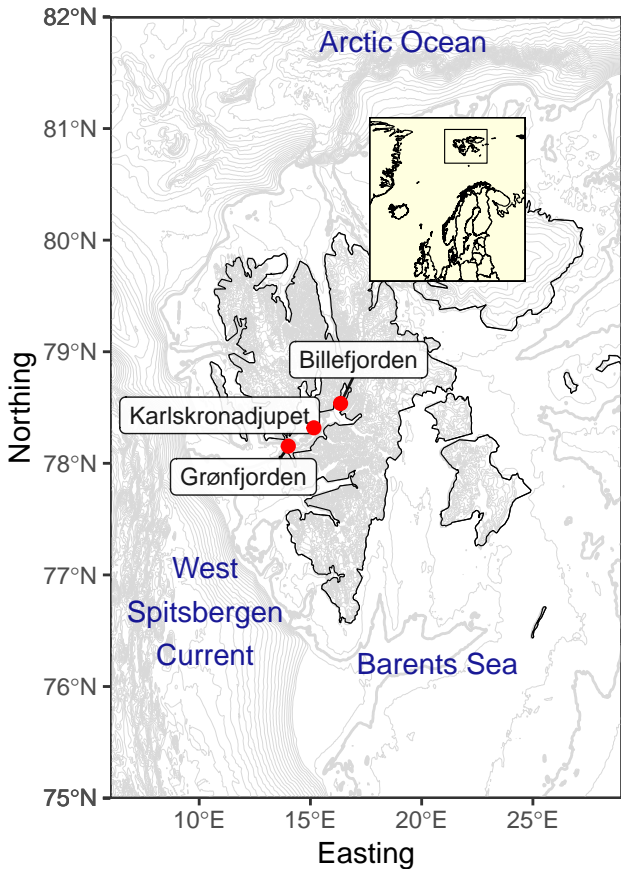 82°N
Arctic Ocean
81°N
80°N
79°N
Billefjorden
Karlskronadjupet
78°N
Grønfjorden
Northing
77°N
West
Spitsbergen
Current
Barents Sea
76°N
75°N
10°E 15°E 20°E 25°E
Easting